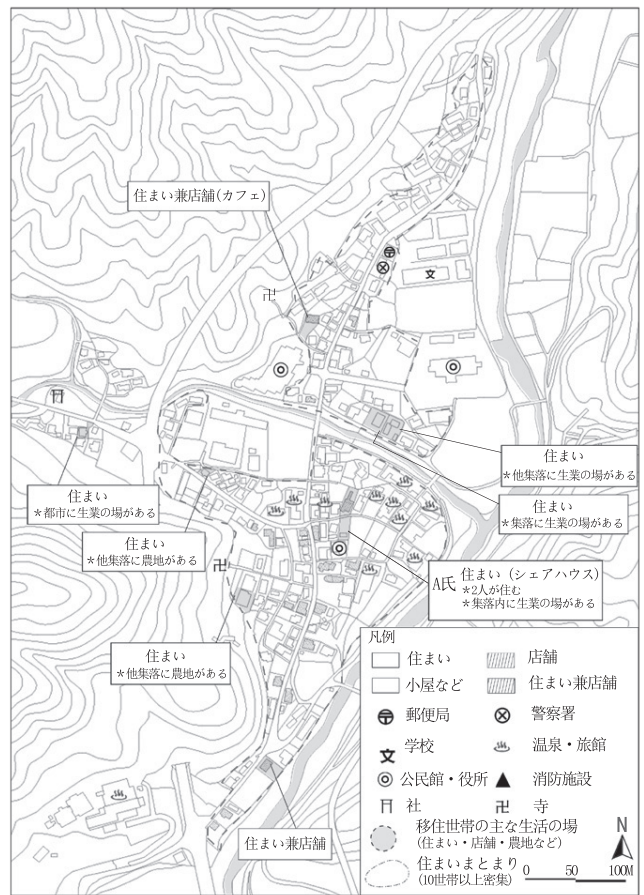 住まい兼店舗(カフェ)
住まい
＊他集落に生業の場がある
住まい
＊都市に生業の場がある
住まい
＊集落に生業の場がある
住まい
＊他集落に農地がある
A氏 住まい（シェアハウス）
＊2人が住む
＊集落内に生業の場がある
住まい
＊他集落に農地がある
住まい兼店舗
凡例
住まい 店舗
小屋など 住まい兼店舗
郵便局 警察署
文 学校 温泉・旅館
公民館・役所 消防施設
社 卍 寺
移住世帯の主な生活の場
(住まい・店舗・農地など)
住まいまとまり
(10世帯以上密集)
N
0 50 100M
文
卍
卍